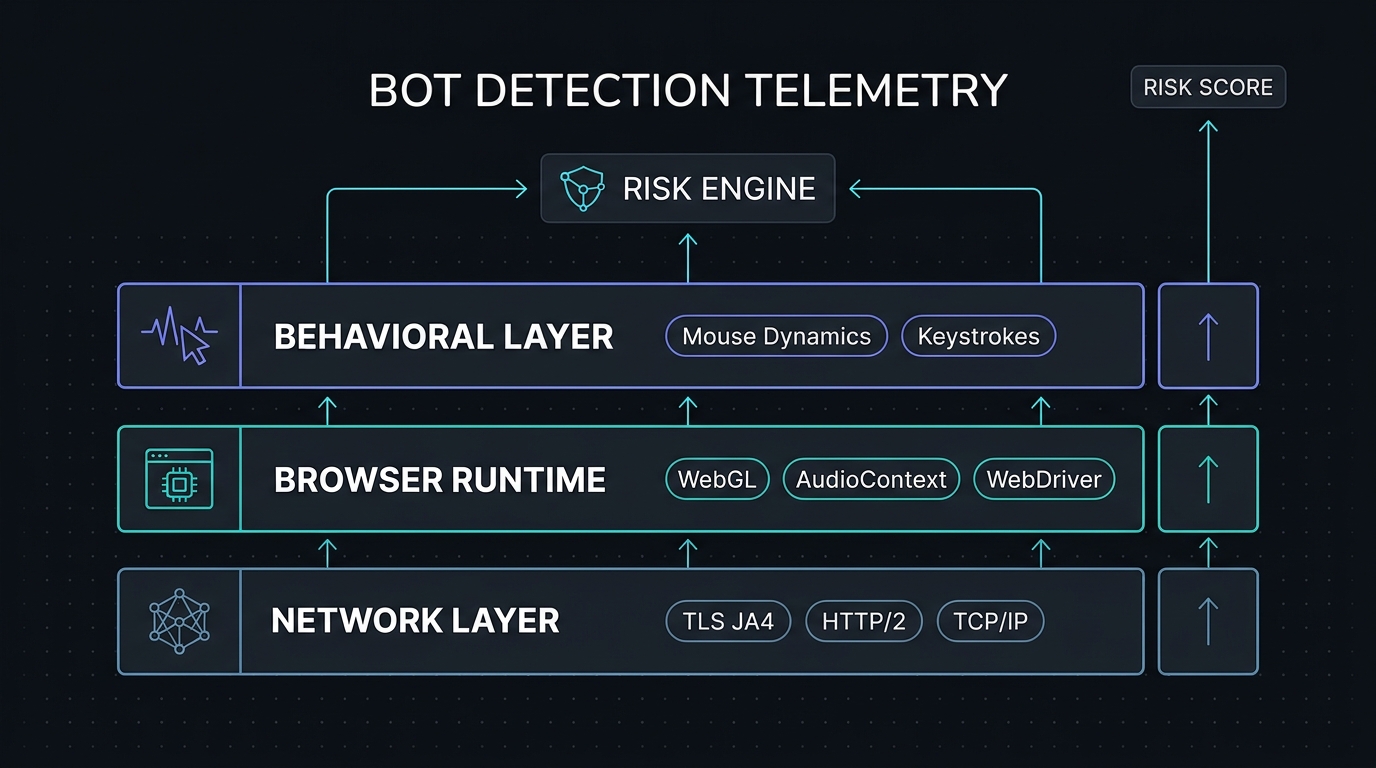 BOT DETECTION TELEMETRY
RISK SCORE
RISK ENGINE
BEHAVIORAL LAYER Mouse Dynamics Keystrokes
BROWSER RUNTIME WebGL AudioContext WebDriver
NETWORK LAYER TLS JA4 HTTP/2 TCP/IP